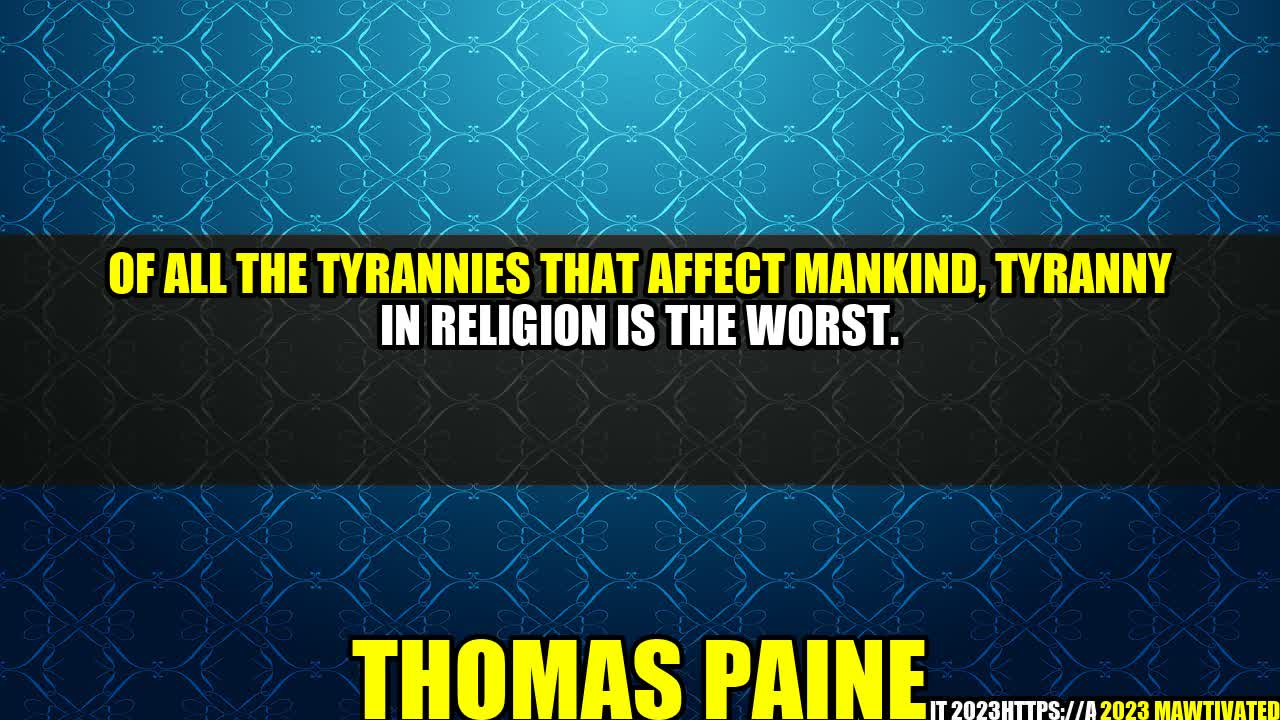 OF ALL THE TYRANNIES THAT AFFECT MANKIND, TYRANNY
IN RELIGION IS THE WORST.
THOMAS PAINE
IT 2023HTTPS://A 2023 MAWTIVATED